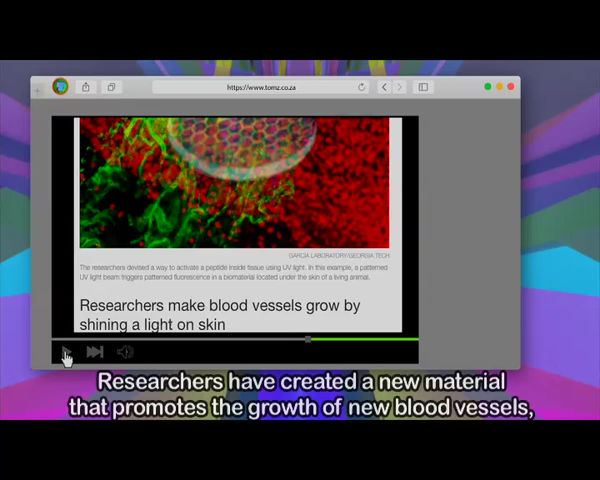 https://www.tomz.co.za
GARCIA LABORATORY/GEORGIA TECH
The researchers devised a way to activate a peptide inside tissue using UV light. In this example, a patterned
UV light beam triggers patterned fluorescence in a biomaterial located under the skin of a living animal.
Researchers make blood vessels grow by
shining a light on skin
Researchers have created a new material
that promotes the growth of new blood vessels,